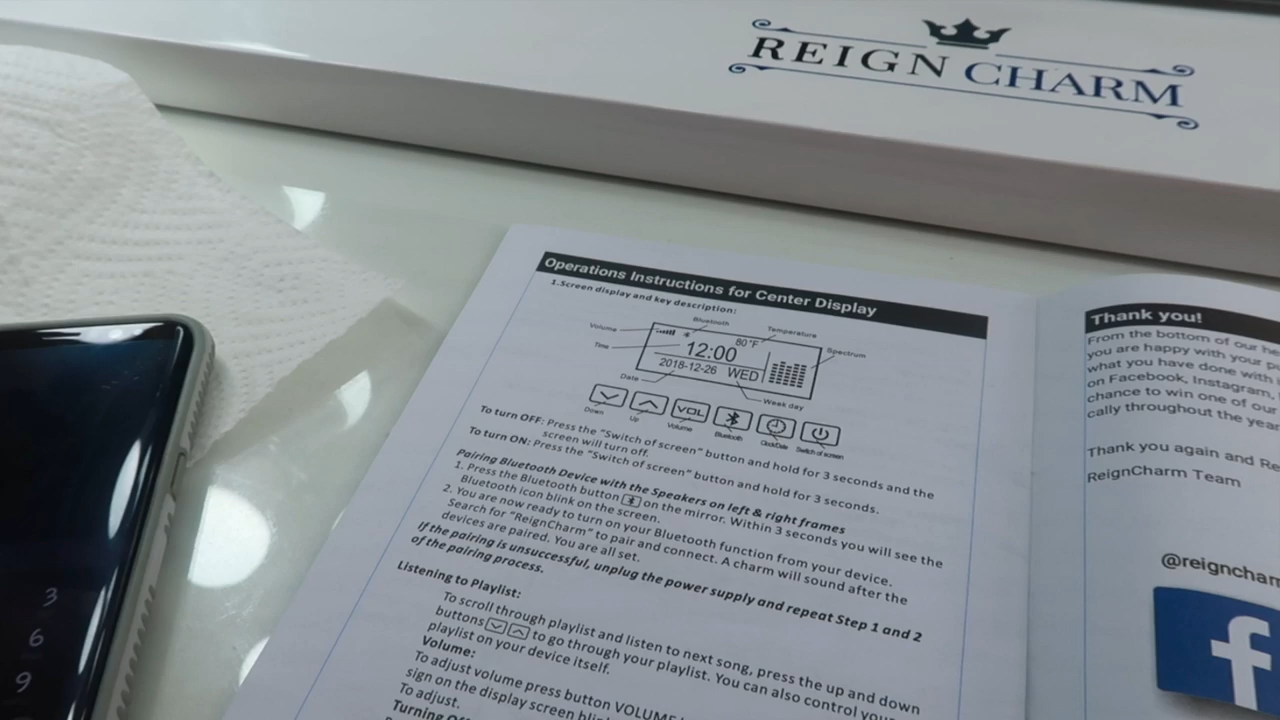 REIGN CHARM
Operations Instructions for Center Display
1.Screen display and key description:
Bluetooth
Volume
Temperature
80 °F
Time
12:00
Spectrum
2018-12-26 WED
Date
Week day
VOL
Down
Up
Volume
Bluetooth
Clock/Date
Switch of screen
To turn OFF: Press the "Switch of screen" button and hold for 3 seconds and the
screen will turn off.
To turn ON: Press the "Switch of screen" button and hold for 3 seconds.
Pairing Bluetooth Device with the Speakers on left & right frames
1. Press the Bluetooth button on the mirror. Within 3 seconds you will see the
Bluetooth icon blink on the screen.
2. You are now ready to turn on your Bluetooth function from your device.
Search for "ReignCharm" to pair and connect. A charm will sound after the
devices are paired. You are all set.
If the pairing is unsuccessful, unplug the power supply and repeat Step 1 and 2
of the pairing process.
Listening to Playlist:
To scroll through playlist and listen to next song, press the up and down
buttons to go through your playlist. You can also control your
playlist on your device itself.
Volume:
To adjust volume press button VOLUME
sign on the display screen
To adjust.
Turning
Thank you!
From the bottom of our
you are happy with your
what you have done with
on Facebook, Instagram,
chance to win one of our
cally throughout the year
Thank you again and
ReignCharm Team
@reigncharm
f
3
6
9